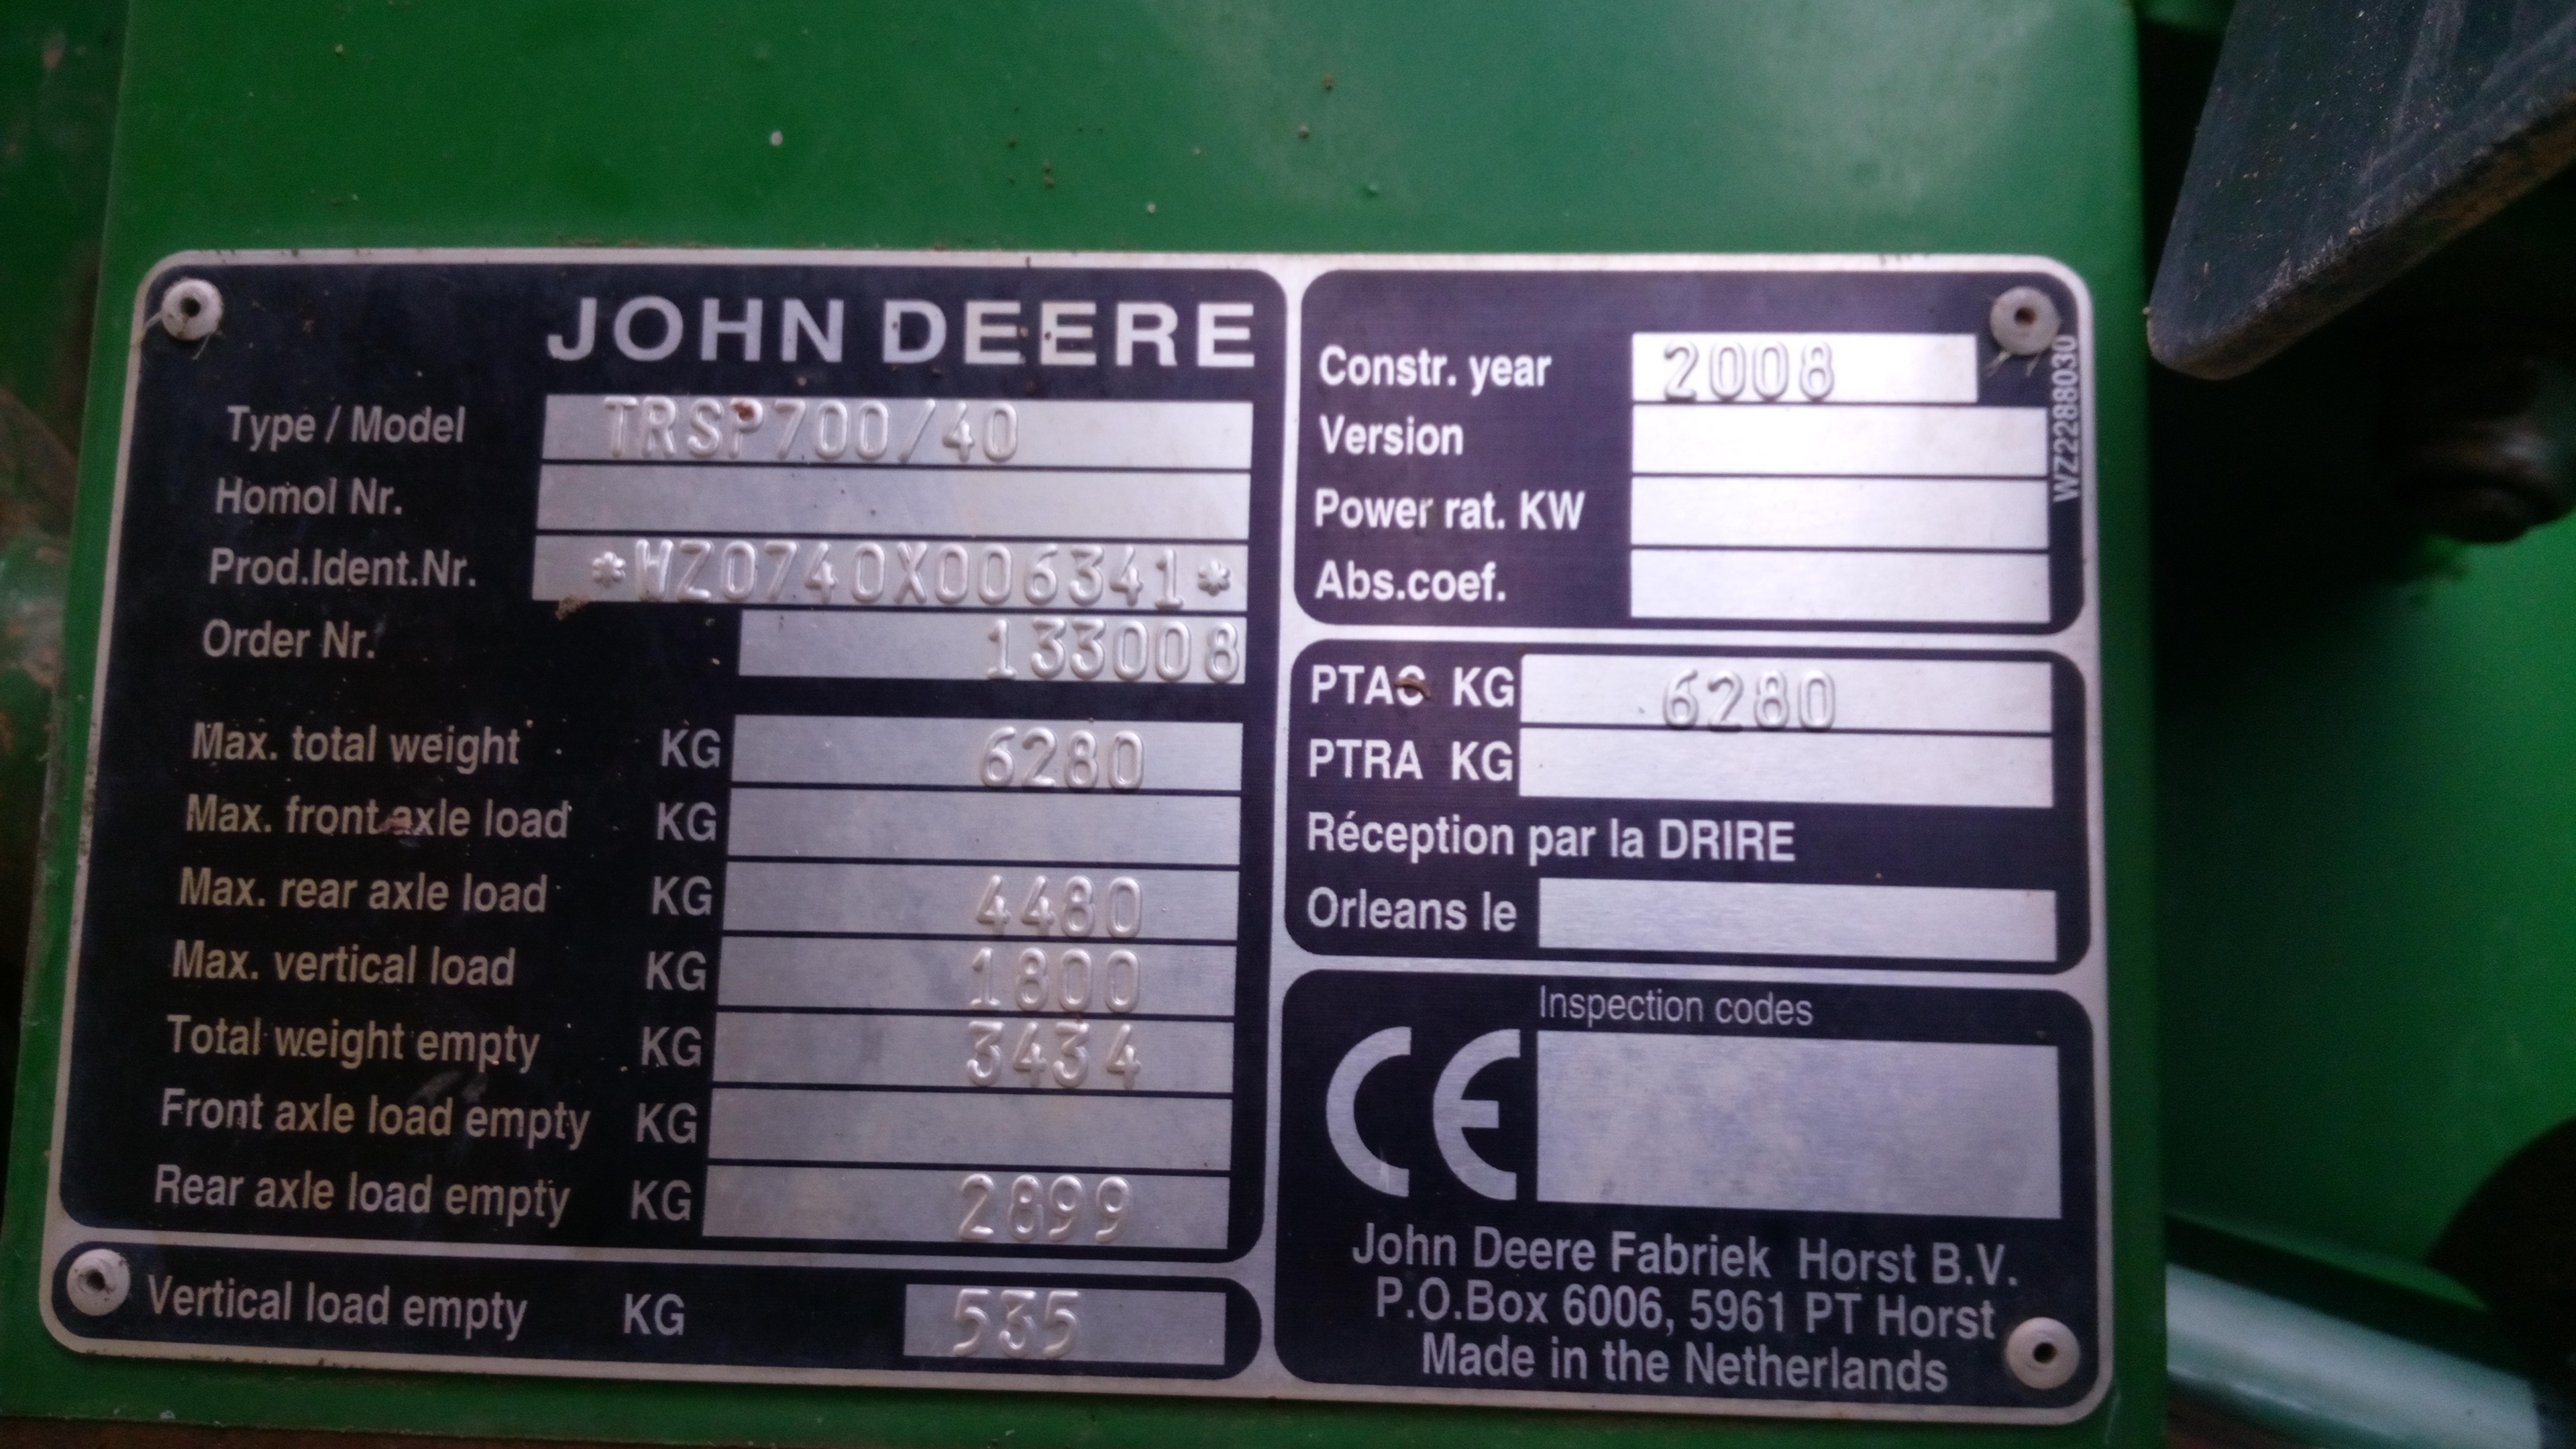 JOHN DEERE
Type / Model TRSP700/40
Homol Nr.
Prod.Ident.Nr. *WZ0740X006341*
Order Nr. 133008
Max. total weight KG 6280
Max. front axle load KG
Max. rear axle load KG 4480
Max. vertical load KG 1800
Total weight empty KG 3434
Front axle load empty KG
Rear axle load empty KG 2899
Vertical load empty KG 535
Constr. year 2008
Version
Power rat. KW
Abs.coef.
WZ2288030
PTAC KG 6280
PTRA KG
Réception par la DRIRE
Orleans le
Inspection codes
CE
John Deere Fabriek Horst B.V.
P.O.Box 6006, 5961 PT Horst
Made in the Netherlands